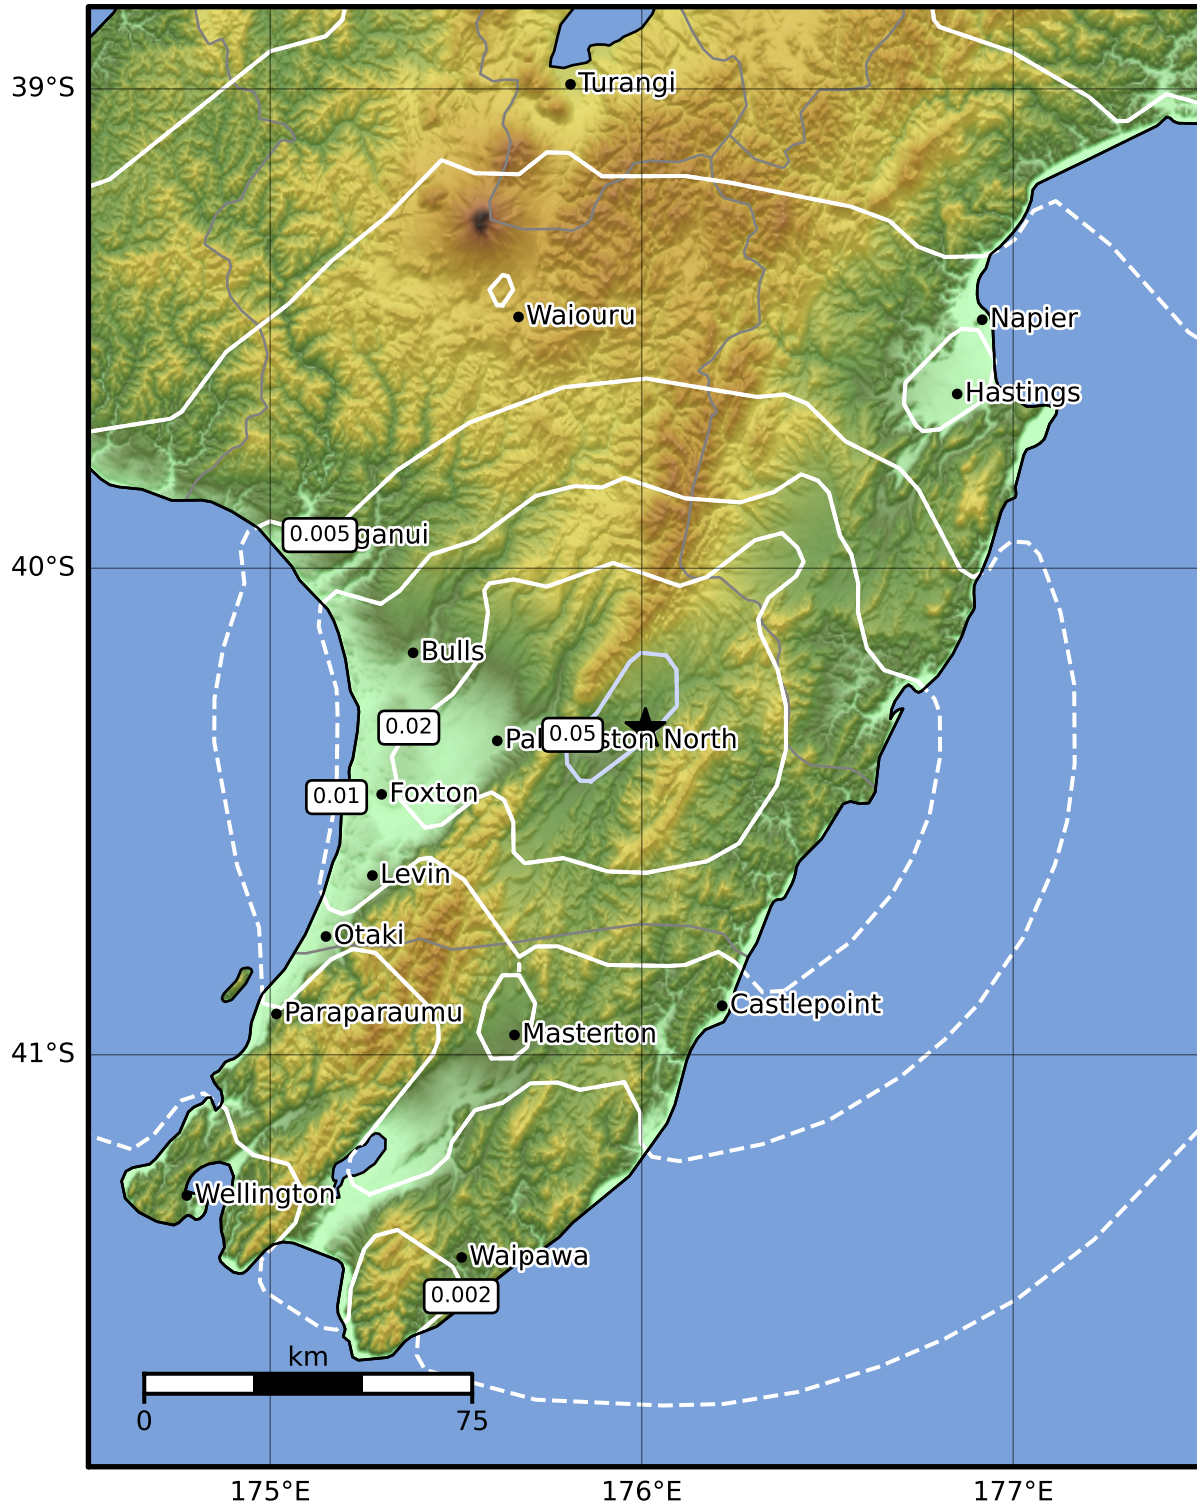 39°S
Turangi
Waiouru
Napier
Hastings
0.005
ganui
40°S
Bulls
0.02
0.05
Pal
ston North
0.01
Foxton
Levin
Otaki
Paraparaumu
Castlepoint
Masterton
41°S
Wellington
Waipawa
0.002
km
0
75
175°E
176°E
177°E